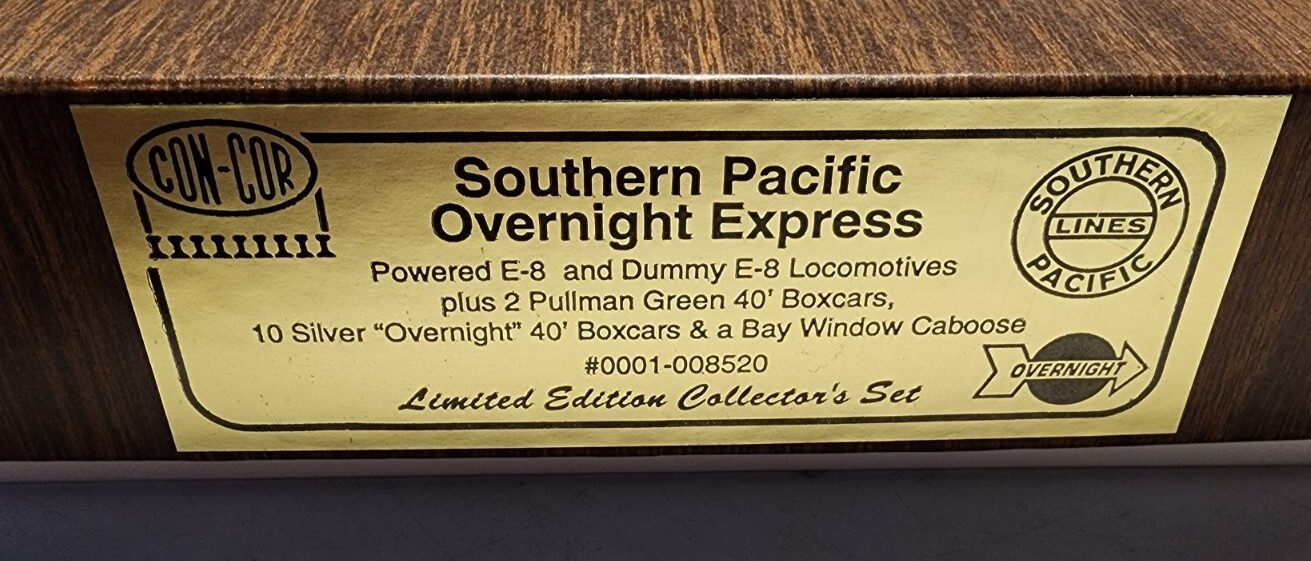 CON-COR
Southern Pacific
Overnight Express
Powered E-8 and Dummy E-8 Locomotives
plus 2 Pullman Green 40' Boxcars,
10 Silver "Overnight" 40' Boxcars & a Bay Window Caboose
#0001-008520
Limited Edition Collector's Set
SOUTHERN
LINES
PACIFIC
OVERNIGHT